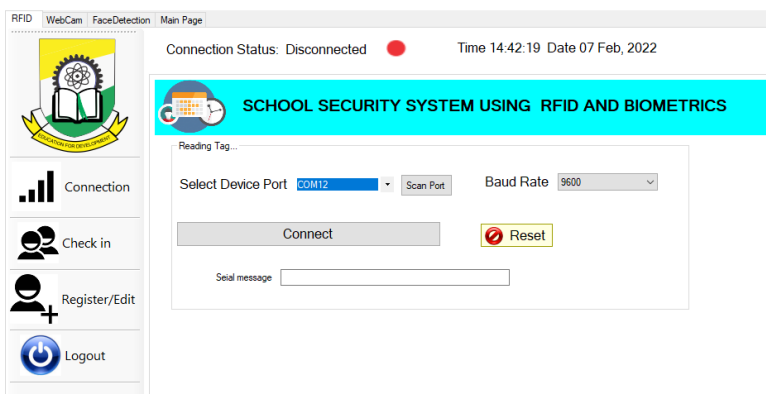 RFID WebCam FaceDetection Main Page
Connection Status: Disconnected Time 14:42:19 Date 07 Feb, 2022
SCHOOL SECURITY SYSTEM USING RFID AND BIOMETRICS
EDUCATION FOR DEVELOPMENT
Reading Tag...
Select Device Port COM12 Scan Port Baud Rate 9600
Connection
Connect Reset
Check in
Seial message
Register/Edit
Logout